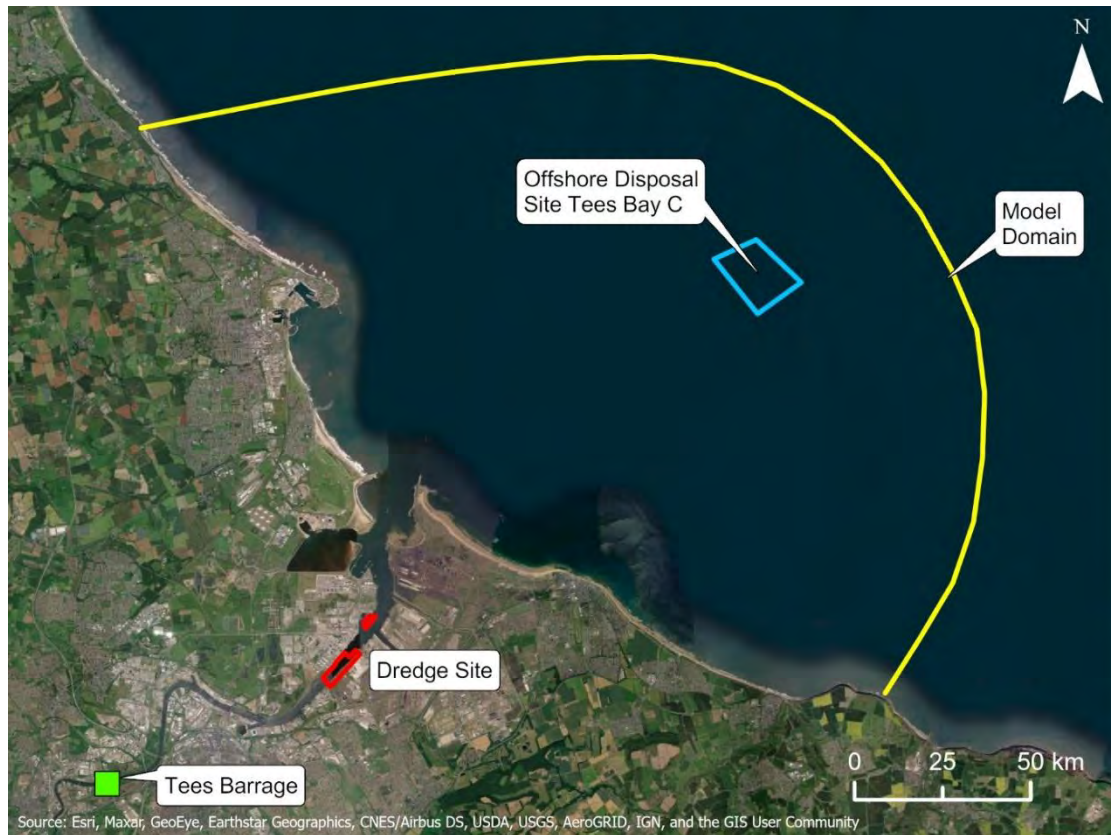 N
Offshore Disposal
Site Tees Bay C
Model
Domain
Dredge Site
Tees Barrage
0 25 50 km
Source: Esri, Maxar, GeoEye, Earthstar Geographics, CNES/Airbus DS, USDA, USGS, AeroGRID, IGN, and the GIS User Community